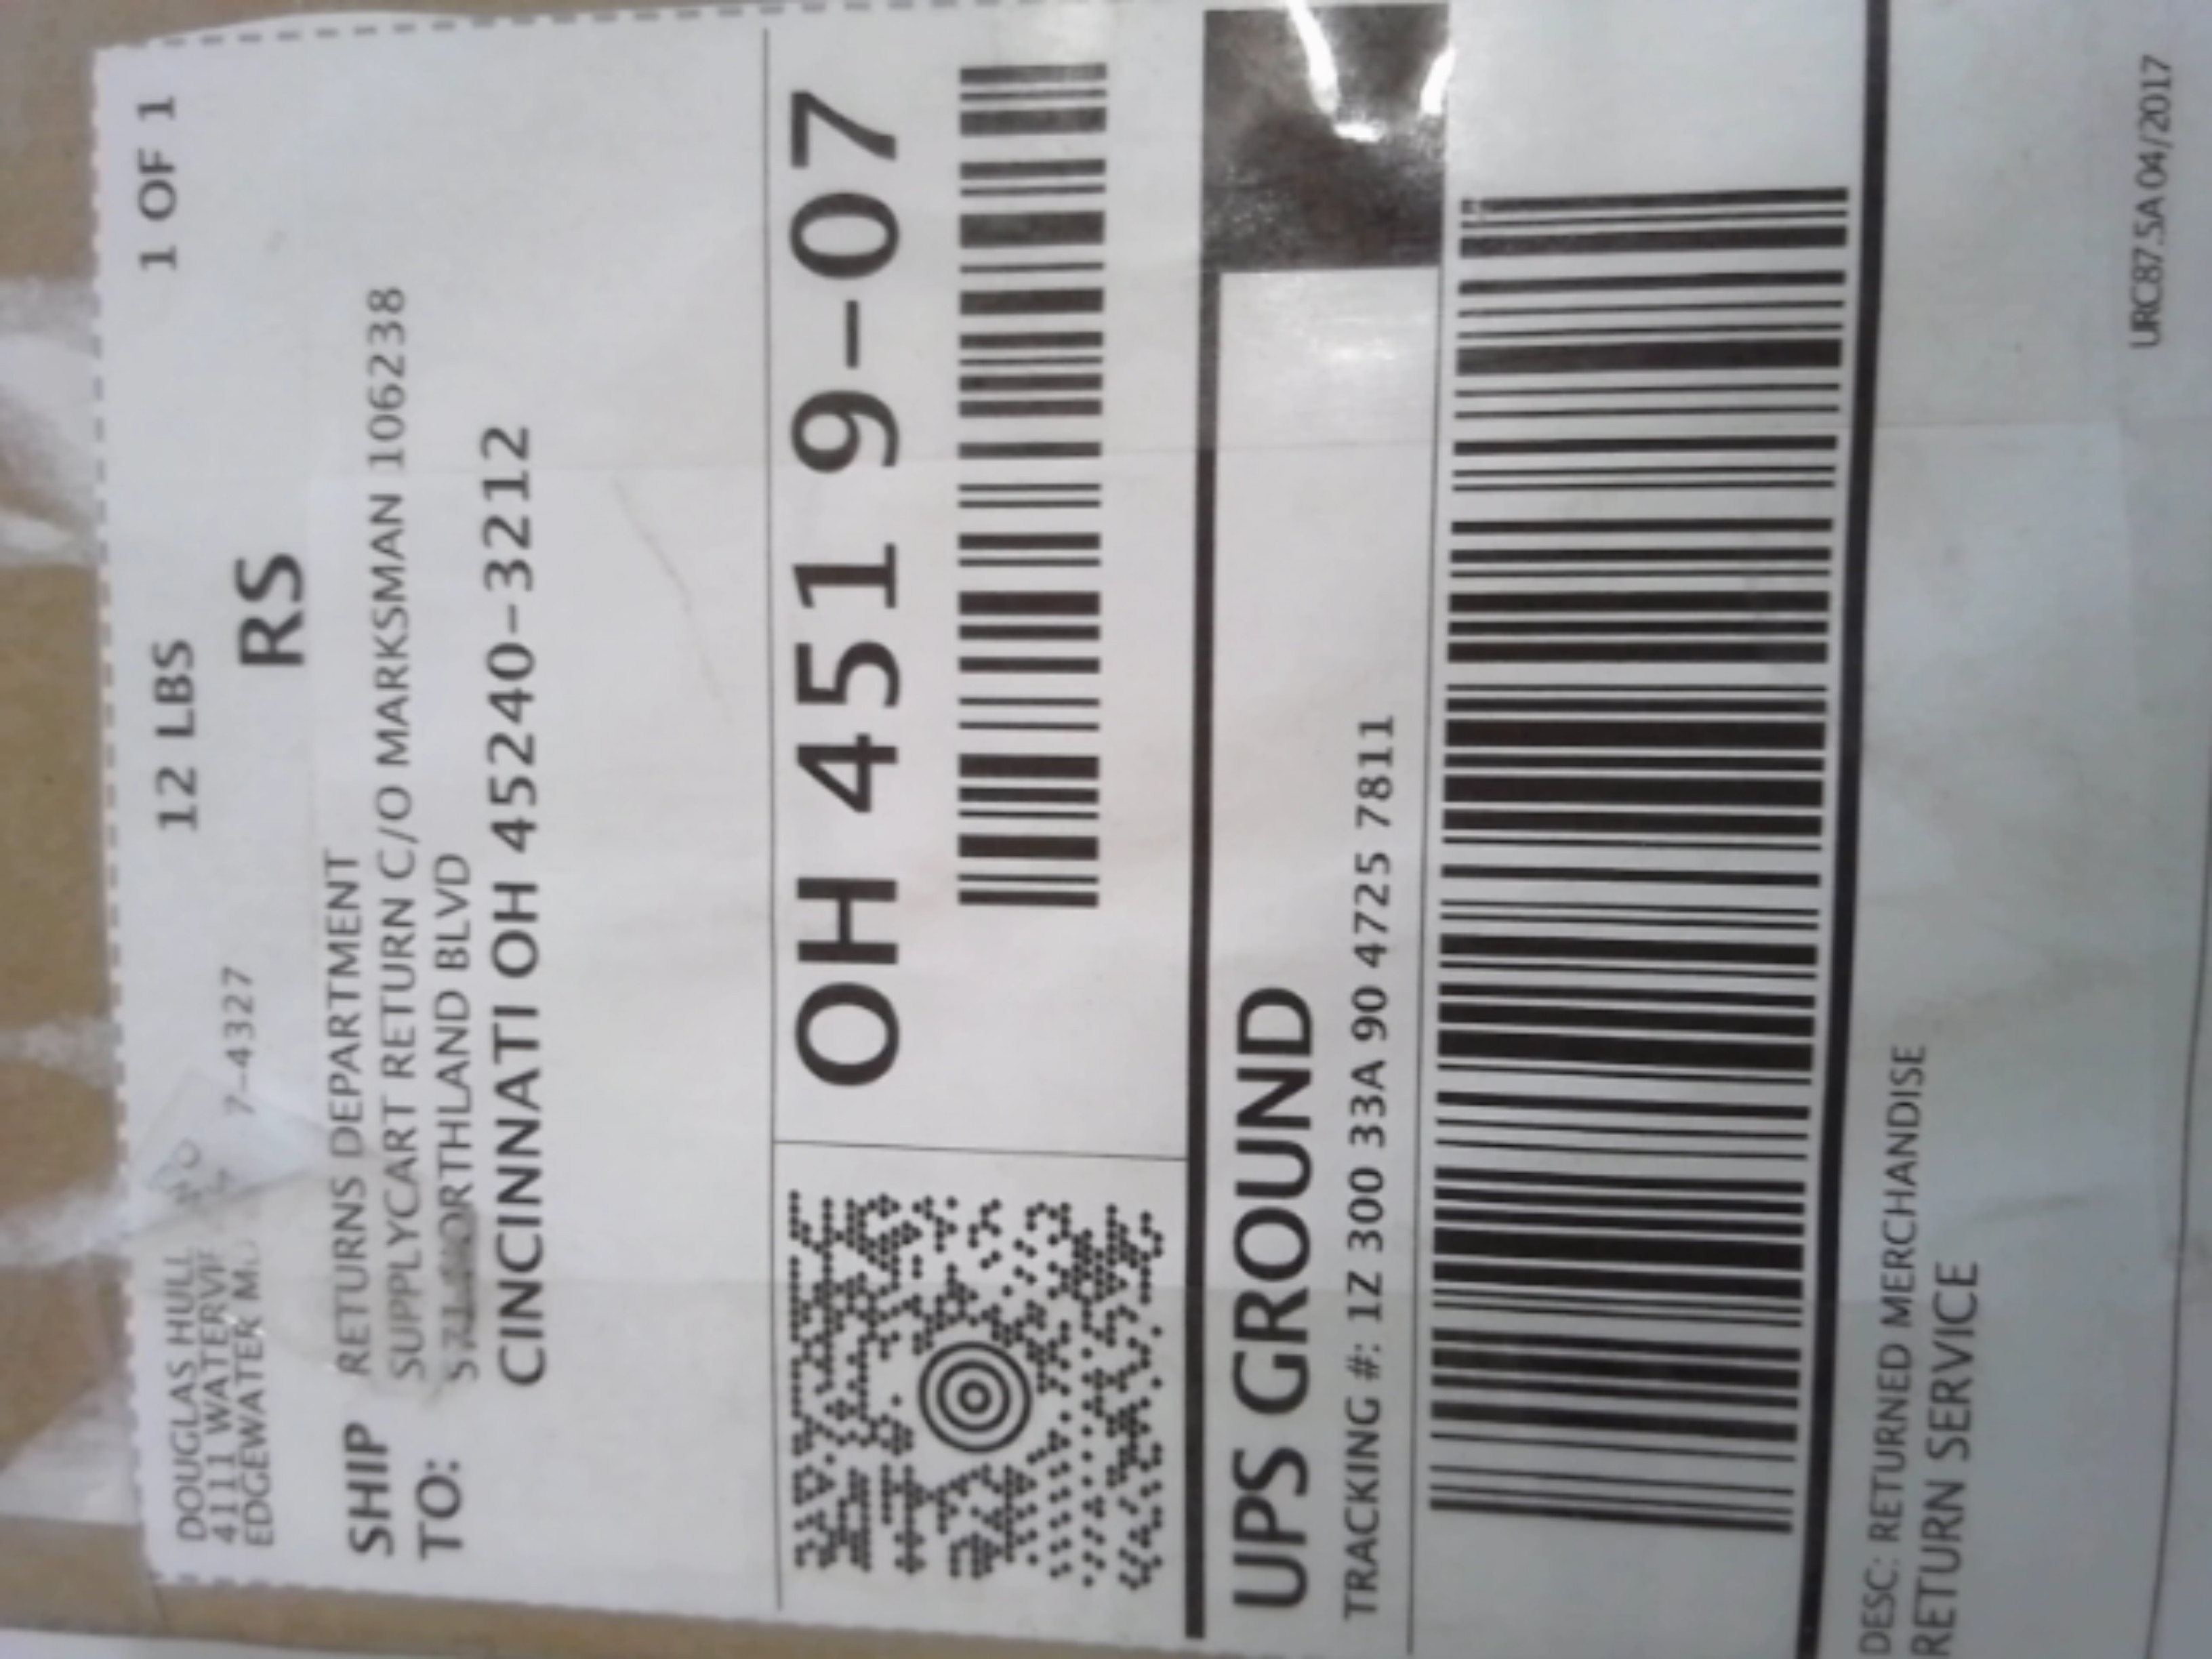 DOUGLAS HULL
4111
EDGEWATER
7-4327
12 LBS
1 OF 1
RS
SHIP TO:
RETURNS DEPARTMENT
SUPPLYCART RETURN C/O MARKSMAN 106238
BLVD
CINCINNATI OH 45240-3212
OH 451 9-07
UPS GROUND
TRACKING #: 1Z 300 33A 90 4725 7811
DESC: RETURNED MERCHANDISE
RETURN SERVICE
URC87.5A 04/2017